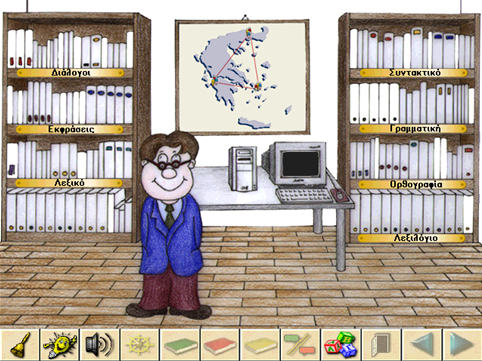 Διάλογοι
Εκφράσεις
Λεξικό
Συντακτικό
Γραμματική
Ορθογραφία
Λεξιλόγιο